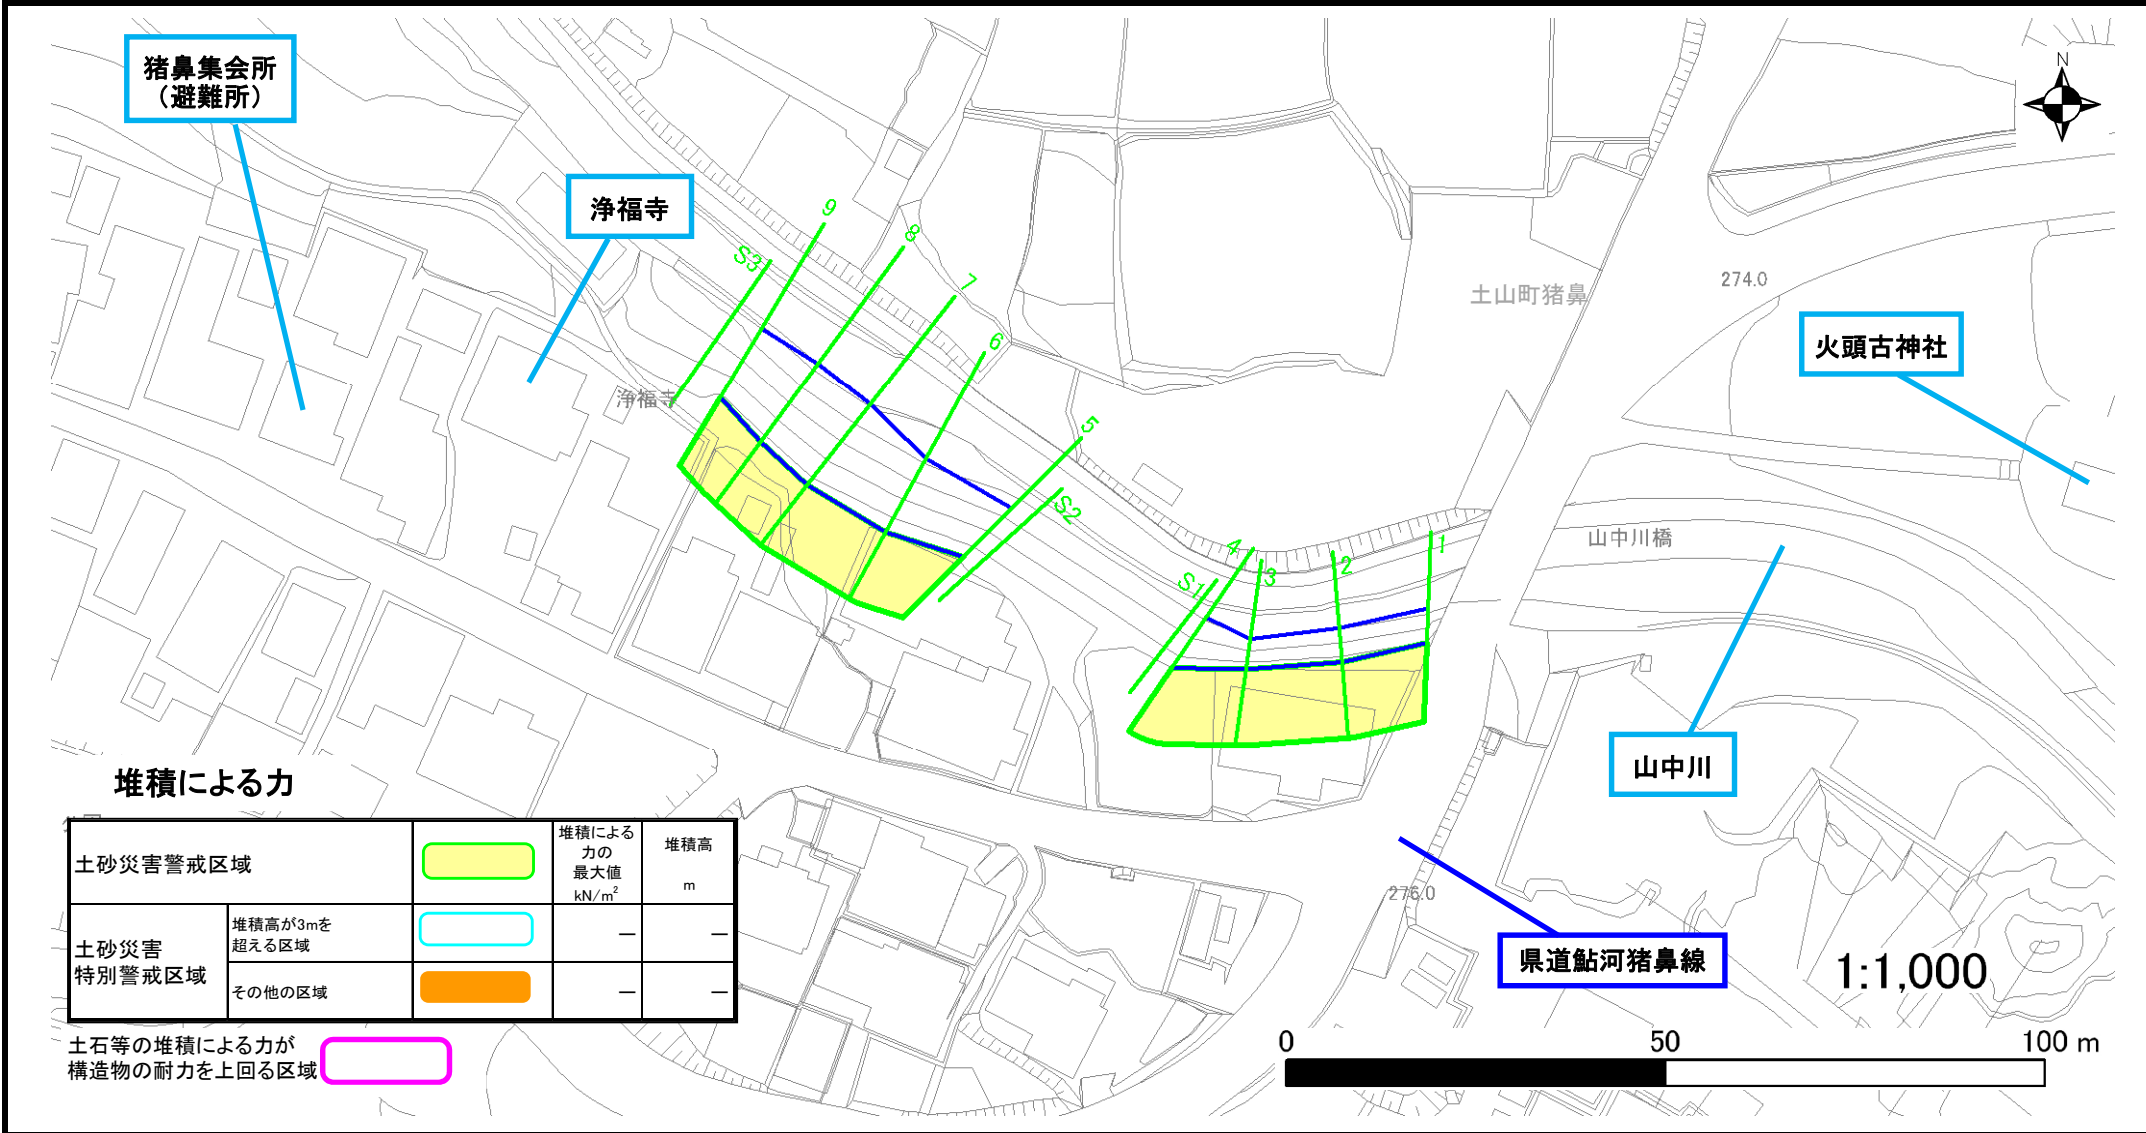 猪鼻集会所
（避難所）
浄福寺
N
9
8
S3
7
6
5
S2
浄福寺
土山町猪鼻
274.0
火頭古神社
山中川橋
4
3
2
1
S1
山中川
276.0
県道鮎河猪鼻線
堆積による力
土砂災害警戒区域
堆積による
力の
最大値
kN/m²
堆積高
m
土砂災害
特別警戒区域
堆積高が3mを
超える区域
―
―
その他の区域
―
―
土石等の堆積による力が
構造物の耐力を上回る区域
1:1,000
0
50
100 m